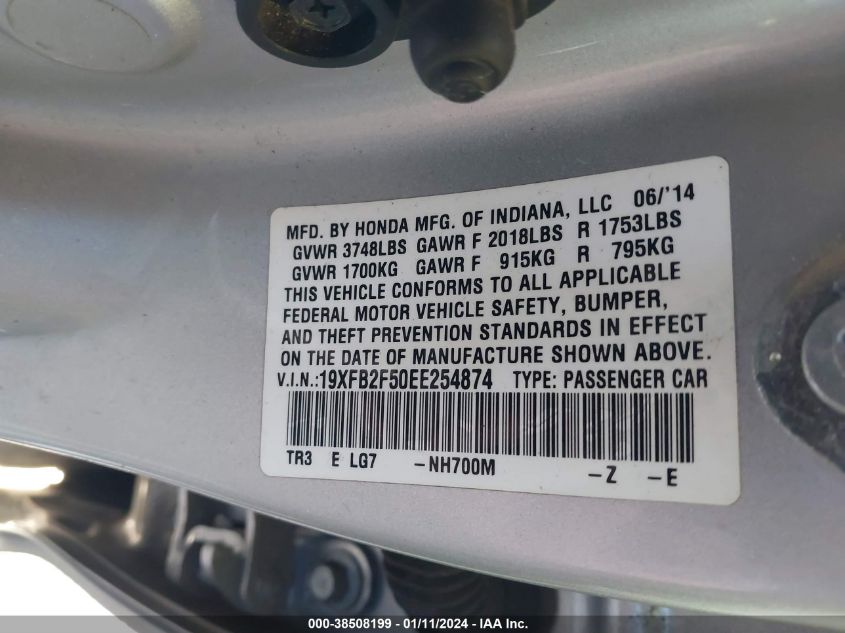 MFD. BY HONDA MFG. OF INDIANA, LLC 06/'14
GVWR 3748LBS GAWR F 2018LBS R 1753LBS
GVWR 1700KG GAWR F 915KG R 795KG
THIS VEHICLE CONFORMS TO ALL APPLICABLE
FEDERAL MOTOR VEHICLE SAFETY, BUMPER,
AND THEFT PREVENTION STANDARDS IN EFFECT
ON THE DATE OF MANUFACTURE SHOWN ABOVE.
V.I.N.:19XFB2F50EE254874 TYPE: PASSENGER CAR
TR3 E LG7 -NH700M -Z -E
000-38508199 - 01/11/2024 - IAA Inc.